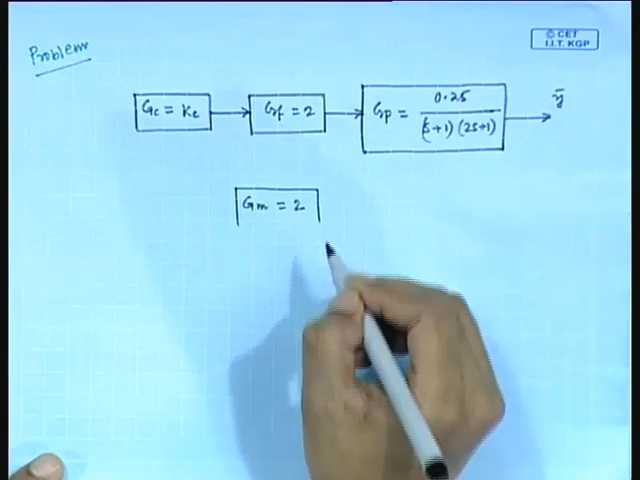 Problem
© CET
I.I.T. KGP
Gc = Kc
Gf = 2
Gp = 0.25 / (s+1) (2s+1)
ȳ
Gm = 2